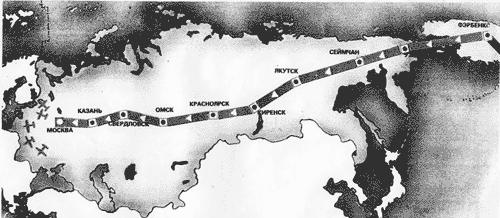 ФЭРБЕНКС
СЕЙМЧАН
ЯКУТСК
КИРЕНСК
КРАСНОЯРСК
ОМСК
СВЕРДЛОВСК
КАЗАНЬ
МОСКВА